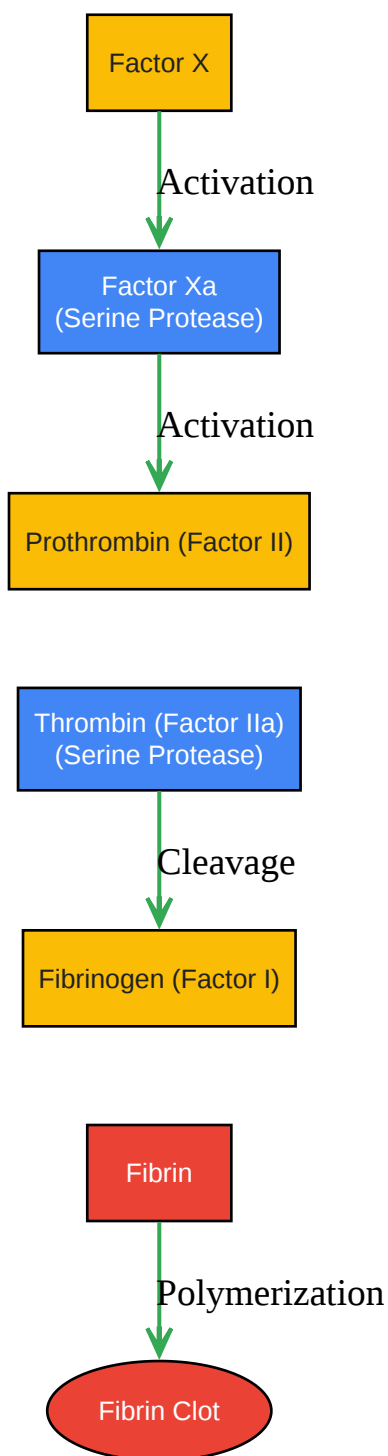 Factor X
Activation
Factor Xa
(Serine Protease)
Activation
Prothrombin (Factor II)
Thrombin (Factor IIa)
(Serine Protease)
Cleavage
Fibrinogen (Factor I)
Fibrin
Polymerization
Fibrin Clot